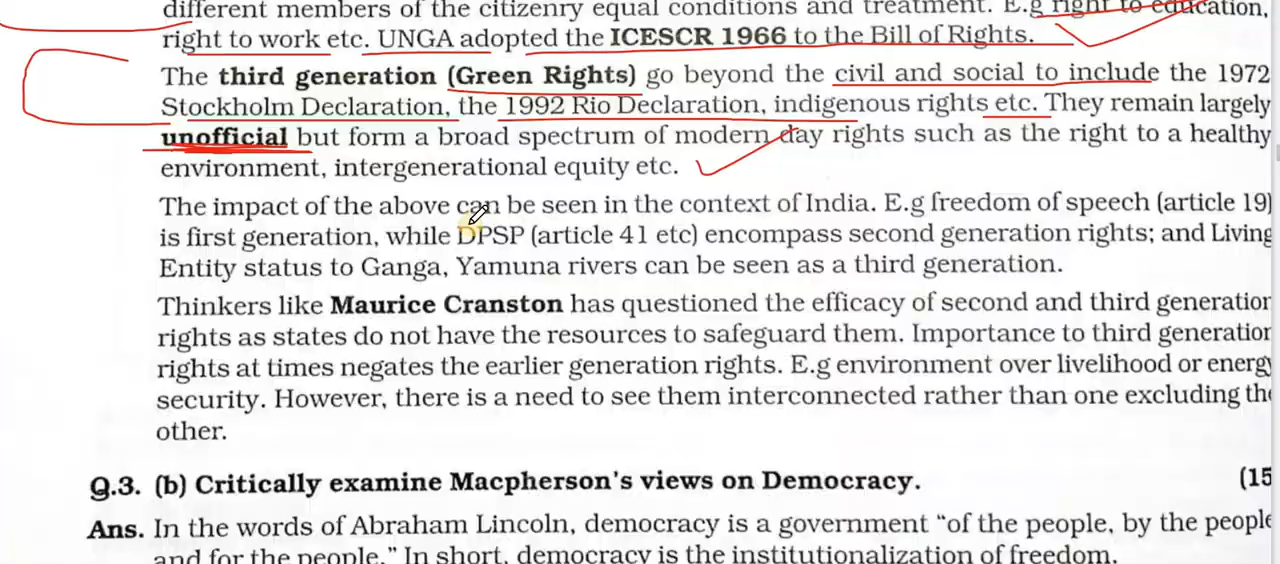 different members of the citizenry equal conditions and treatment. E.g right to education,
right to work etc. UNGA adopted the ICESCR 1966 to the Bill of Rights.
The third generation (Green Rights) go beyond the civil and social to include the 1972
Stockholm Declaration, the 1992 Rio Declaration, indigenous rights etc. They remain largely
unofficial but form a broad spectrum of modern day rights such as the right to a healthy
environment, intergenerational equity etc.
The impact of the above can be seen in the context of India. E.g freedom of speech (article 19)
is first generation, while DPSP (article 41 etc) encompass second generation rights; and Living
Entity status to Ganga, Yamuna rivers can be seen as a third generation.
Thinkers like Maurice Cranston has questioned the efficacy of second and third generation
rights as states do not have the resources to safeguard them. Importance to third generation
rights at times negates the earlier generation rights. E.g environment over livelihood or energy
security. However, there is a need to see them interconnected rather than one excluding the
other.
Q.3. (b) Critically examine Macpherson's views on Democracy. (15
Ans. In the words of Abraham Lincoln, democracy is a government "of the people, by the people
and for the people." In short, democracy is the institutionalization of freedom.